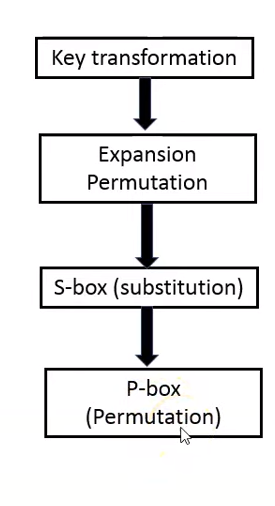 Key transformation
Expansion
Permutation
S-box (substitution)
P-box
(Permutation)